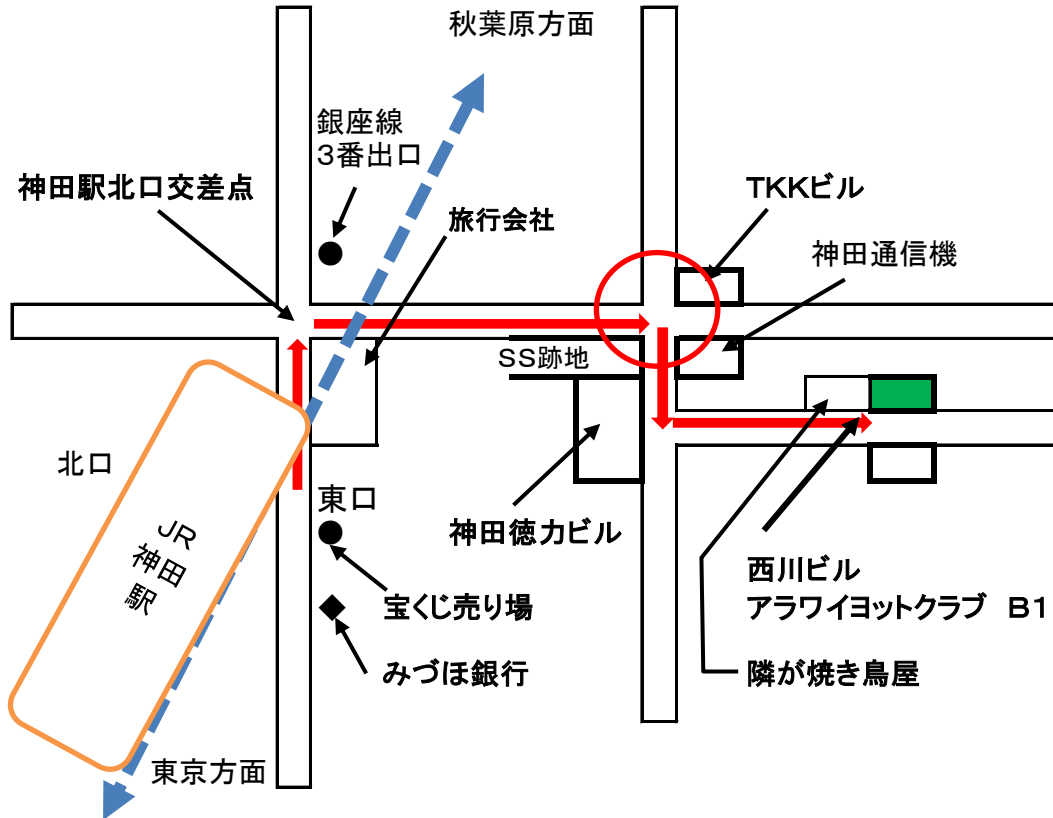 秋葉原方面
銀座線
3番出口
神田駅北口交差点
旅行会社
TKKビル
神田通信機
SS跡地
北口
東口
JR
神田
駅
神田徳力ビル
西川ビル
アラワイヨットクラブ B1
宝くじ売り場
みづほ銀行
隣が焼き鳥屋
東京方面